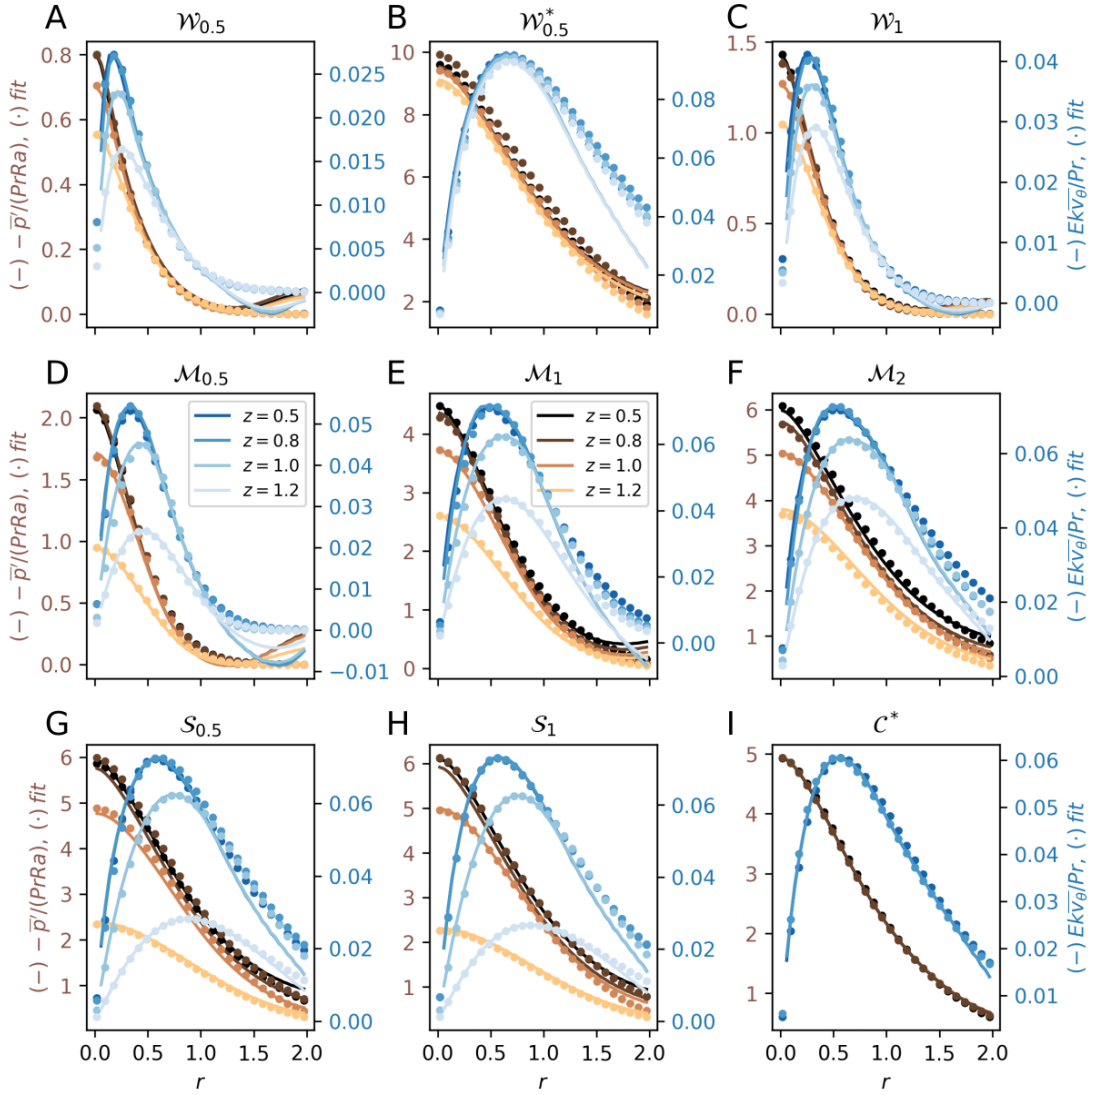 A
𝒲0.5
B
𝒲*0.5
C
𝒲1
(−) − p̅′/(PrRa), (·) fit
0.8
0.6
0.4
0.2
0.0
0.025
0.020
0.015
0.010
0.005
0.000
10
8
6
4
2
0.08
0.06
0.04
0.02
1.5
1.0
0.5
0.0
0.04
0.03
0.02
0.01
0.00
(−) Ekv̅θ/Pr, (·) fit
D
ℳ0.5
E
ℳ1
F
ℳ2
(−) − p̅′/(PrRa), (·) fit
2.0
1.5
1.0
0.5
0.0
z = 0.5
z = 0.8
z = 1.0
z = 1.2
0.05
0.04
0.03
0.02
0.01
0.00
−0.01
4
3
2
1
0
z = 0.5
z = 0.8
z = 1.0
z = 1.2
0.06
0.04
0.02
0.00
6
5
4
3
2
1
0.06
0.04
0.02
0.00
(−) Ekv̅θ/Pr, (·) fit
G
𝒮0.5
H
𝒮1
I
𝒞*
(−) − p̅′/(PrRa), (·) fit
6
5
4
3
2
1
0.06
0.04
0.02
0.00
6
5
4
3
2
1
0.06
0.04
0.02
0.00
5
4
3
2
1
0.06
0.05
0.04
0.03
0.02
0.01
(−) Ekv̅θ/Pr, (·) fit
0.0 0.5 1.0 1.5 2.0
0.0 0.5 1.0 1.5 2.0
0.0 0.5 1.0 1.5 2.0
r
r
r